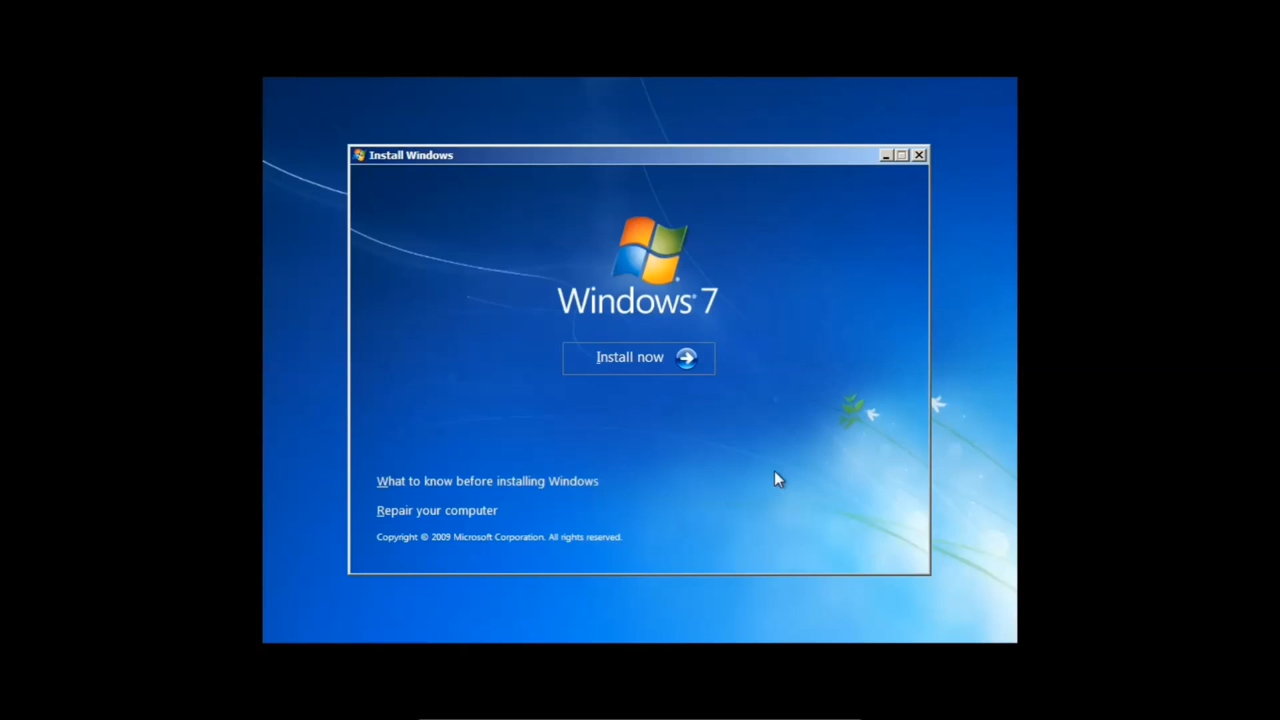 Install Windows
Windows® 7
Install now
What to know before installing Windows
Repair your computer
Copyright © 2009 Microsoft Corporation. All rights reserved.